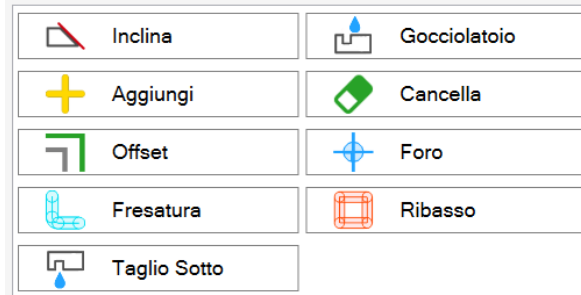 Inclina
Gocciolatoio
Aggiungi
Cancella
Offset
Foro
Fresatura
Ribasso
Taglio Sotto